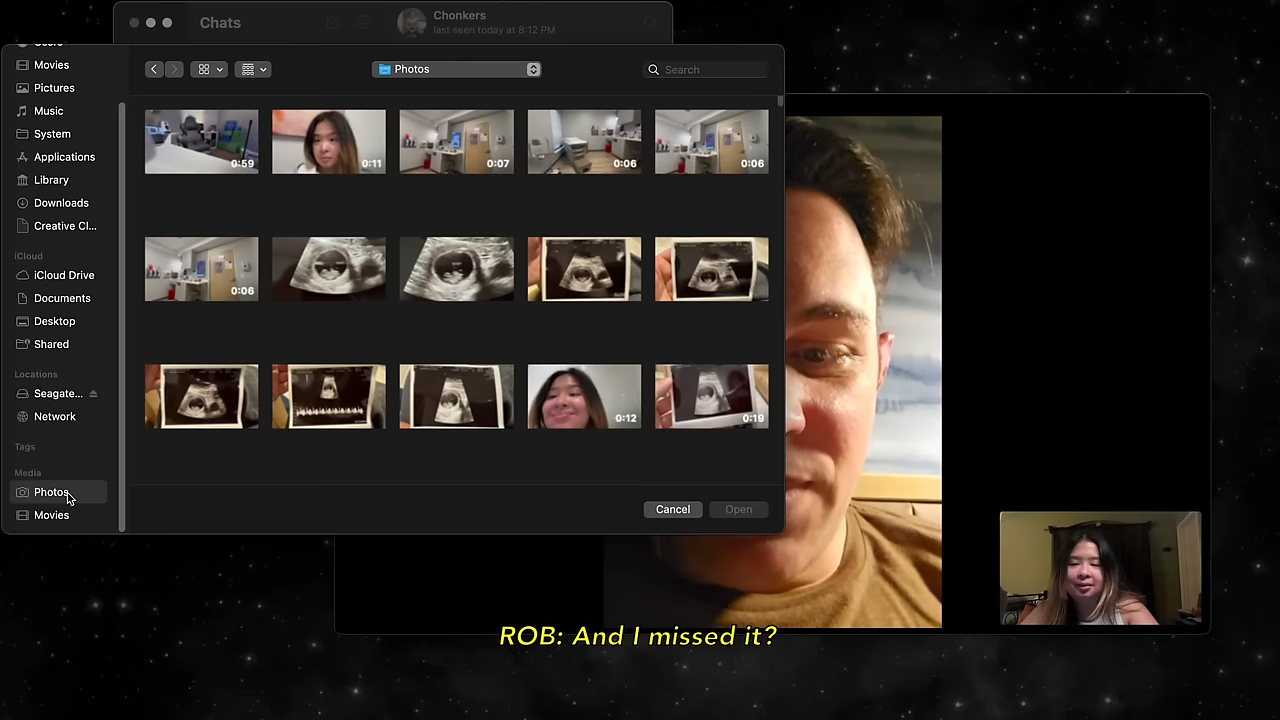 Chats
Chonkers
last seen today at 8:12 PM
Movies
Pictures
Music
System
Applications
Library
Downloads
Creative Cl...
iCloud
iCloud Drive
Documents
Desktop
Shared
Locations
Seagate...
Network
Tags
Media
Photos
Movies
Photos
Search
0:59
0:11
0:07
0:06
0:06
0:06
0:12
0:19
Cancel
Open
ROB: And I missed it?